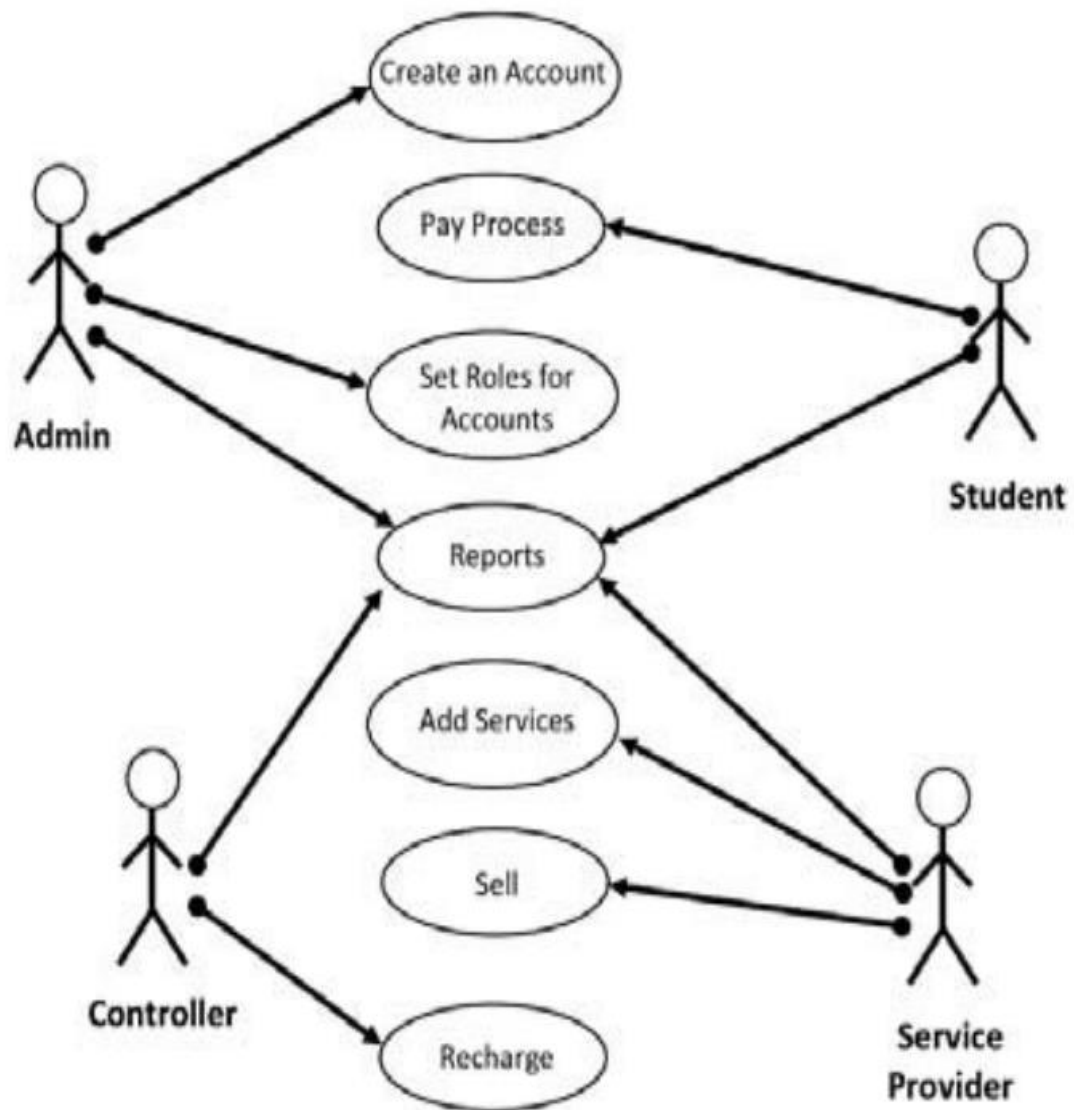 Create an Account
Pay Process
Set Roles for
Accounts
Admin
Student
Reports
Add Services
Sell
Controller
Recharge
Service
Provider